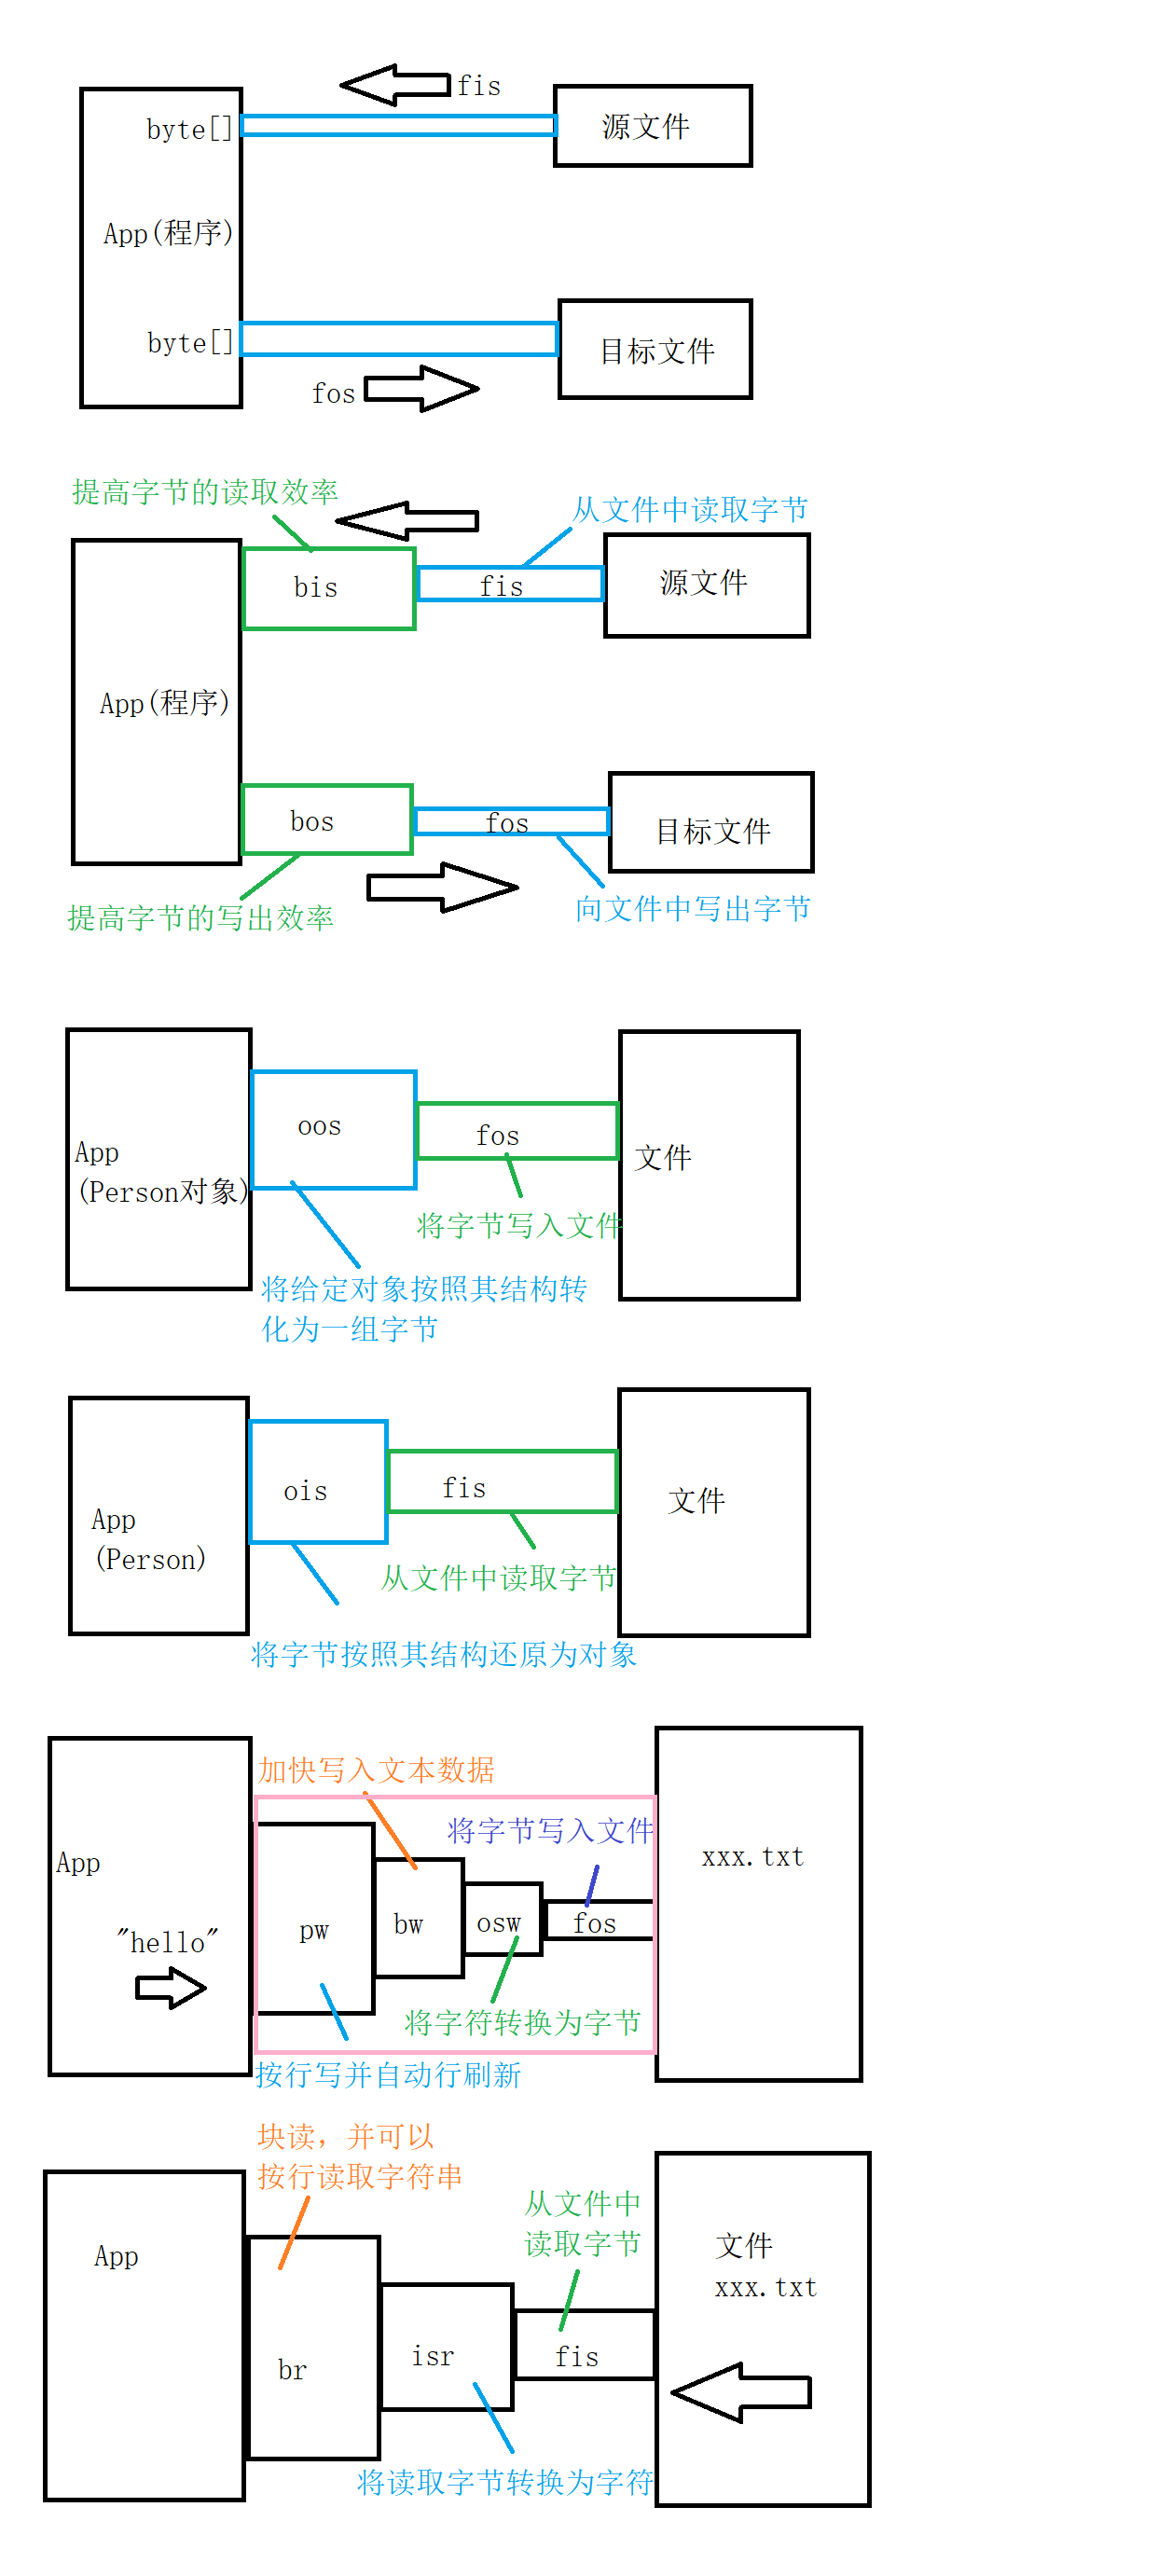 fis
byte[]
源文件
App(程序)
byte[]
目标文件
fos
提高字节的读取效率
从文件中读取字节
bis
fis
源文件
App(程序)
bos
fos
目标文件
提高字节的写出效率
向文件中写出字节
oos
fos
App
(Person对象)
文件
将字节写入文件
将给定对象按照其结构转
化为一组字节
ois
fis
文件
App
(Person)
从文件中读取字节
将字节按照其结构还原为对象
加快写入文本数据
将字节写入文件
App
xxx.txt
"hello"
pw
bw
osw
fos
将字符转换为字节
按行写并自动行刷新
块读，并可以
按行读取字符串
从文件中
读取字节
App
文件
xxx.txt
br
isr
fis
将读取字节转换为字符